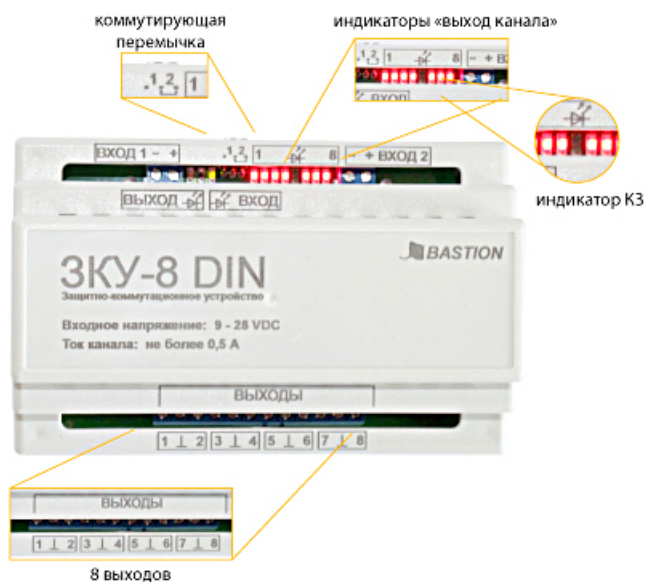 коммутирующая
перемычка
индикаторы «выход канала»
.1 2 1
.1 2 1 8 - + ВХ
ВХОД
индикатор КЗ
ВХОД 1 - + .1 2 1 8 - + ВХОД 2
ВЫХОД ВХОД
BASTION
ЗКУ-8 DIN
Защитно-коммутационное устройство
Входное напряжение: 9 - 28 VDC
Ток канала: не более 0,5 А
ВЫХОДЫ
1 ⊥ 2 3 ⊥ 4 5 ⊥ 6 7 ⊥ 8
ВЫХОДЫ
1 ⊥ 2 3 ⊥ 4 5 ⊥ 6 7 ⊥ 8
8 выходов